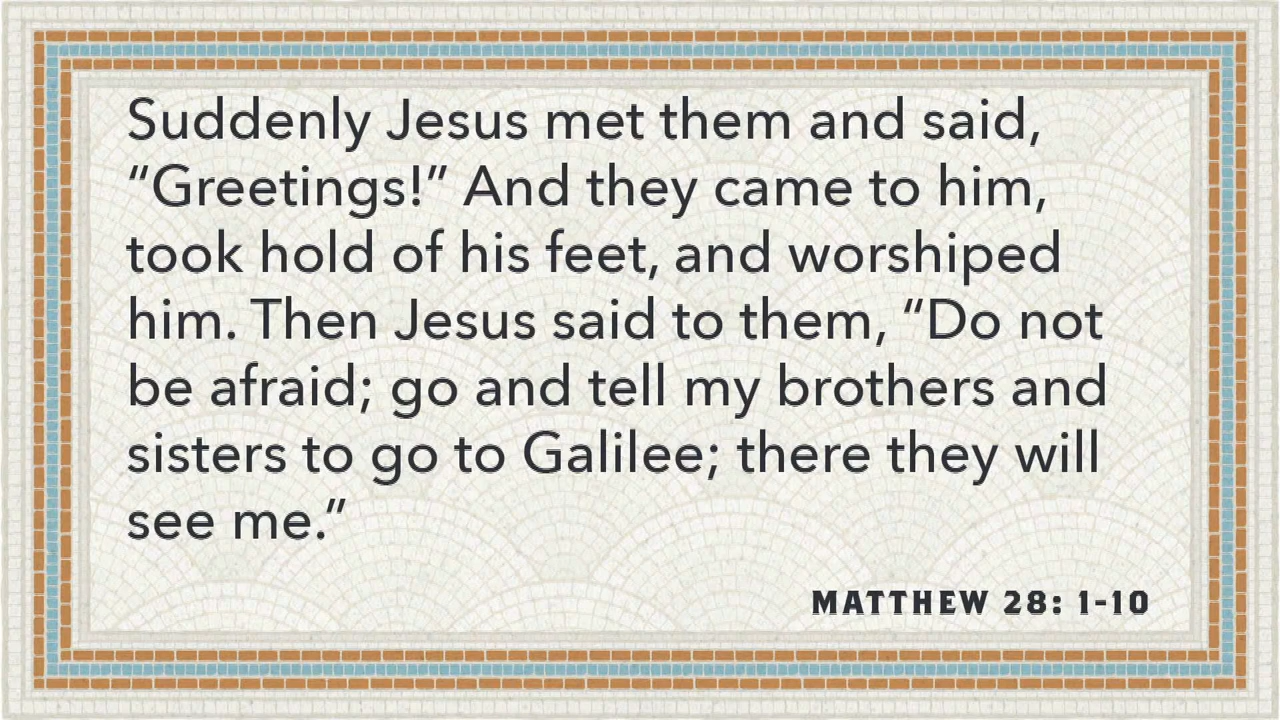 Suddenly Jesus met them and said,
“Greetings!” And they came to him,
took hold of his feet, and worshiped
him. Then Jesus said to them, “Do not
be afraid; go and tell my brothers and
sisters to go to Galilee; there they will
see me.”
MATTHEW 28: 1-10